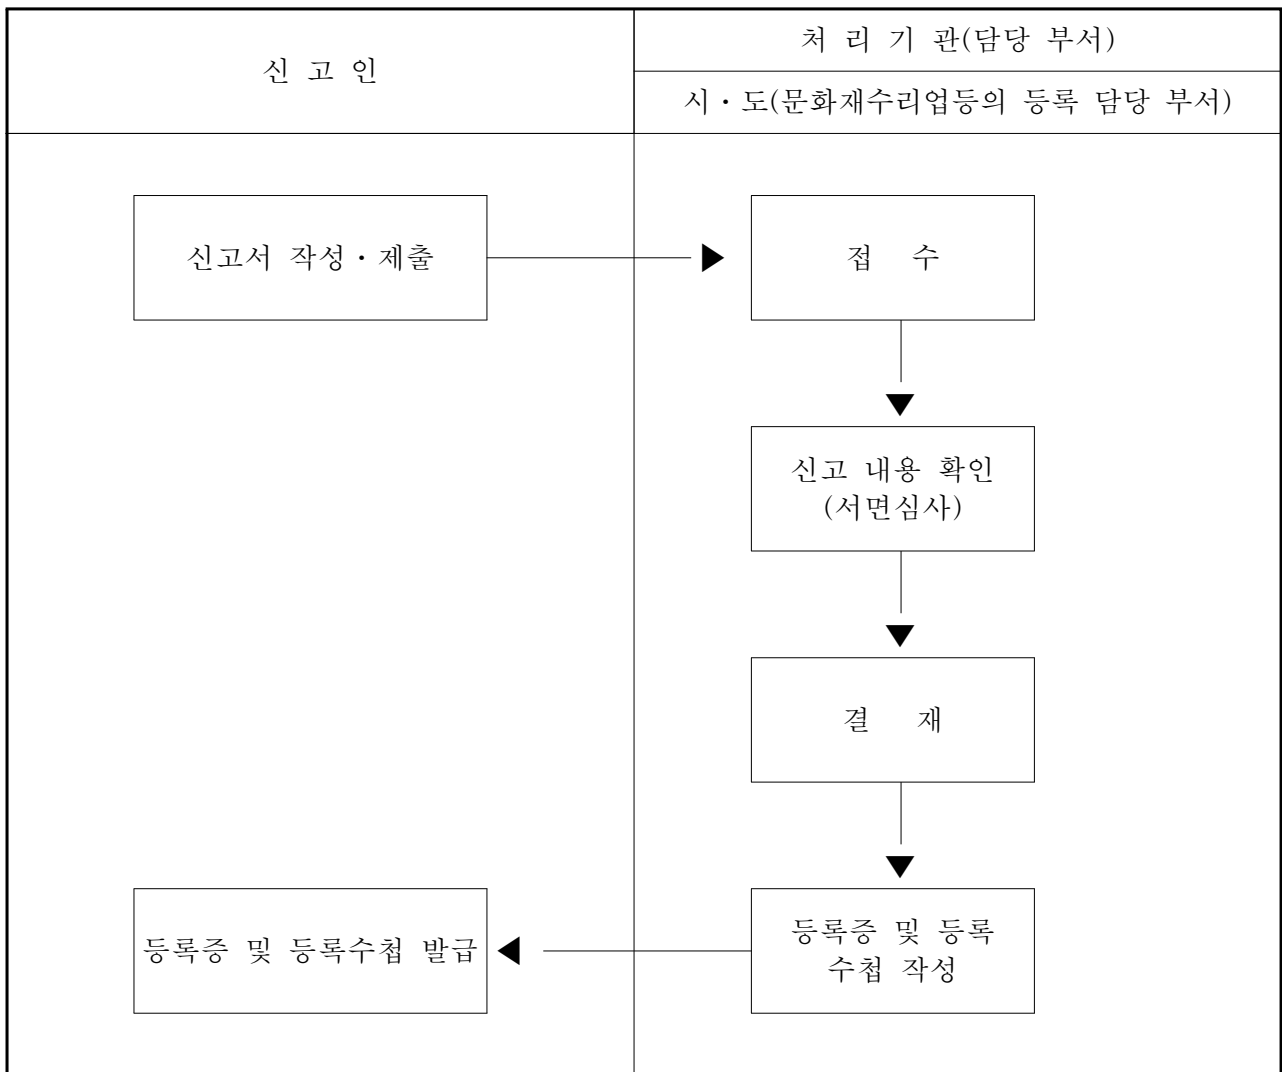 신 고 인
처 리 기 관(담당 부서)
시·도(문화재수리업등의 등록 담당 부서)
신고서 작성·제출
접 수
신고 내용 확인
(서면심사)
결 재
등록증 및 등록수첩 발급
등록증 및 등록
수첩 작성